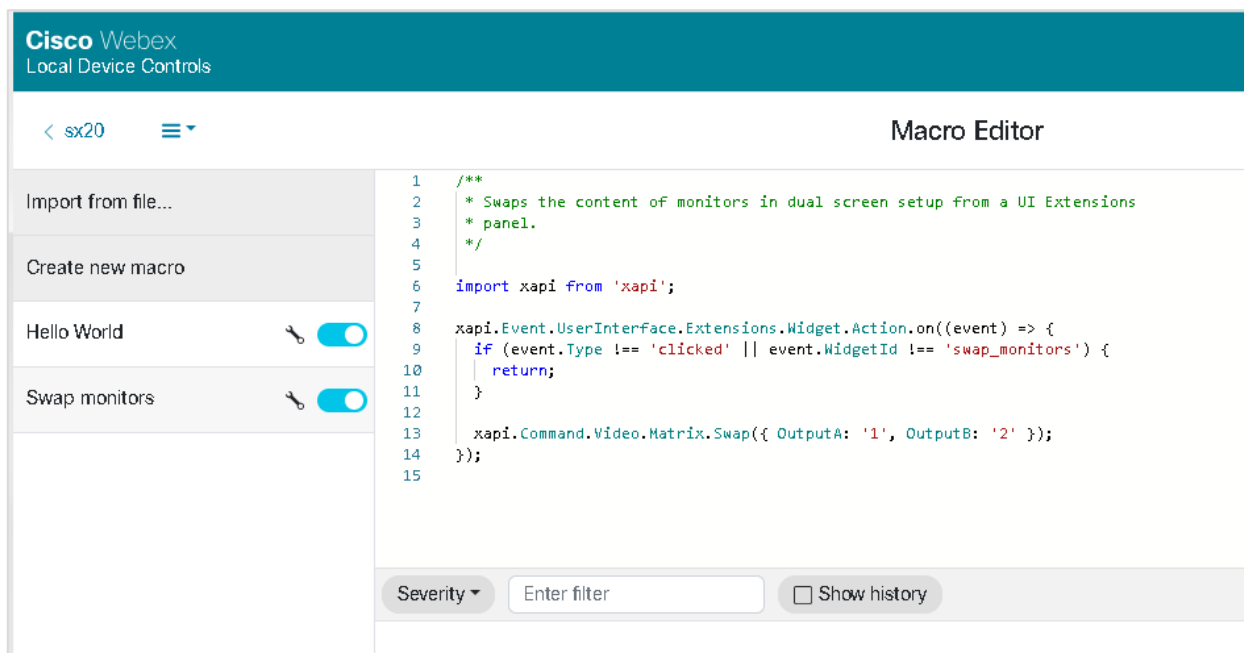 Cisco Webex
Local Device Controls
< sx20
Macro Editor
Import from file...
Create new macro
Hello World
Swap monitors
1 /**
2  * Swaps the content of monitors in dual screen setup from a UI Extensions
3  * panel.
4  */
5
6 import xapi from 'xapi';
7
8 xapi.Event.UserInterface.Extensions.Widget.Action.on((event) => {
9   if (event.Type !== 'clicked' || event.WidgetId !== 'swap_monitors') {
10     return;
11   }
12
13   xapi.Command.Video.Matrix.Swap({ OutputA: '1', OutputB: '2' });
14 });
15
Severity Enter filter Show history